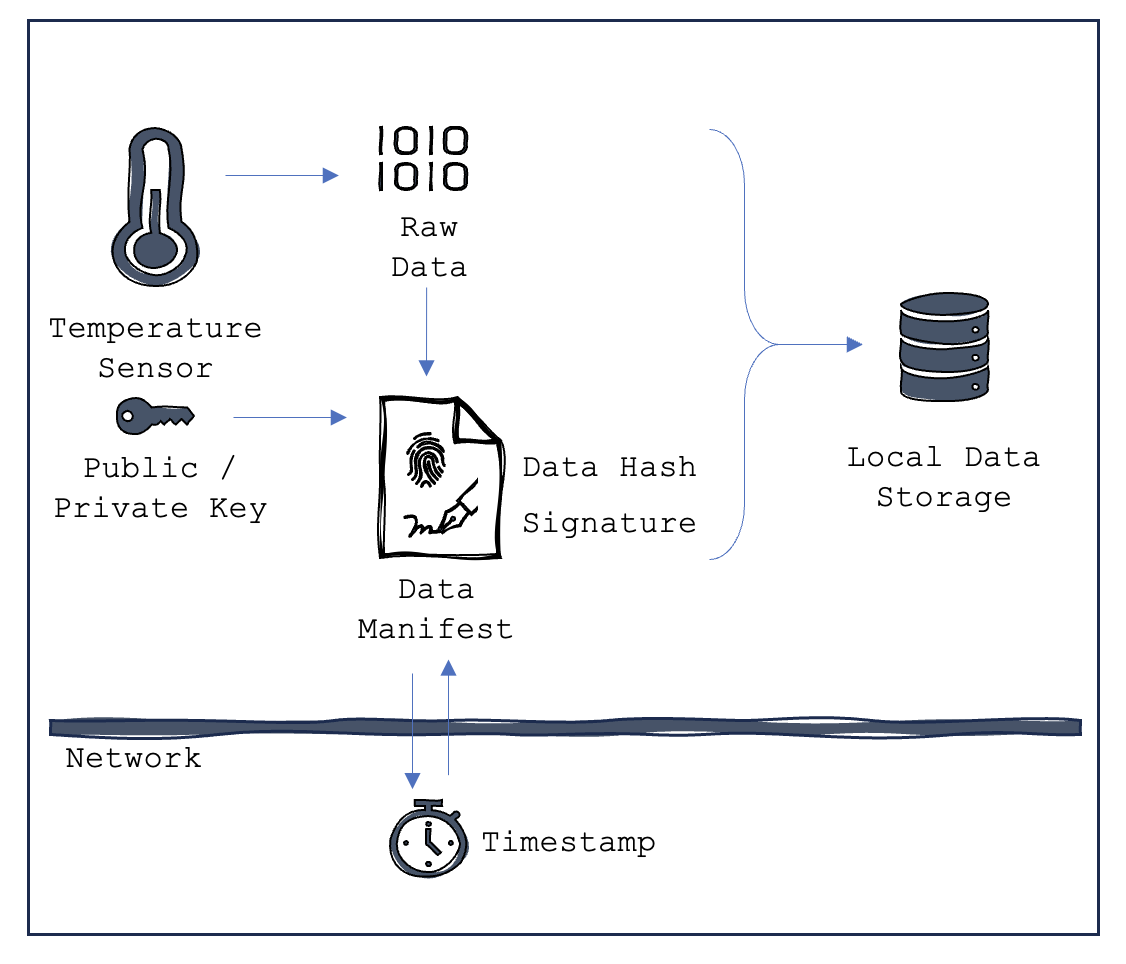 1010
1010
Raw
Data
Temperature
Sensor
Public /
Private Key
Data Hash
Signature
Data
Manifest
Local Data
Storage
Network
Timestamp